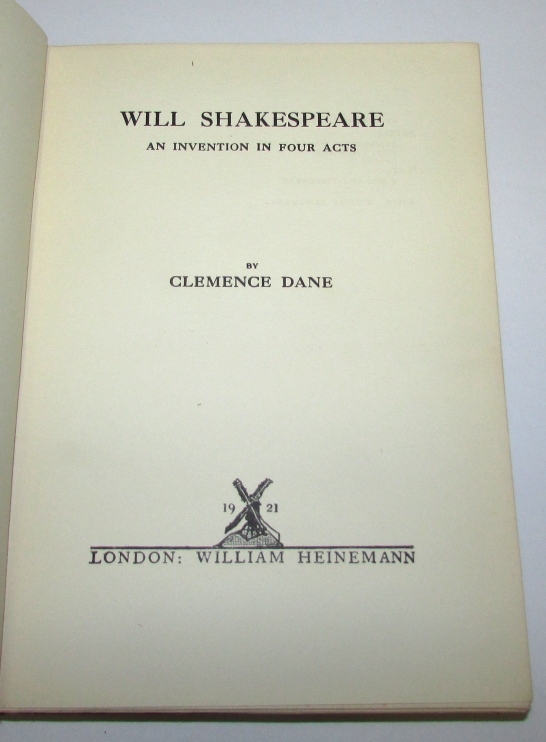 WILL SHAKESPEARE
AN INVENTION IN FOUR ACTS
BY
CLEMENCE DANE
19 21
LONDON: WILLIAM HEINEMANN